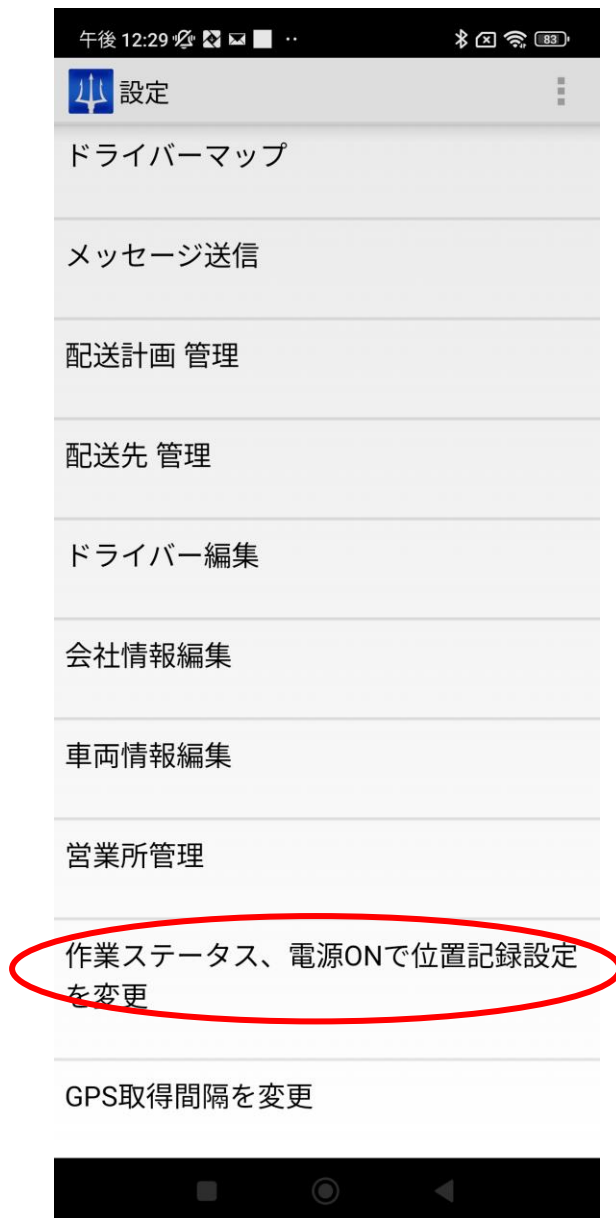 午後 12:29
83
設定
ドライバーマップ
メッセージ送信
配送計画 管理
配送先 管理
ドライバー編集
会社情報編集
車両情報編集
営業所管理
作業ステータス、電源ONで位置記録設定
を変更
GPS取得間隔を変更